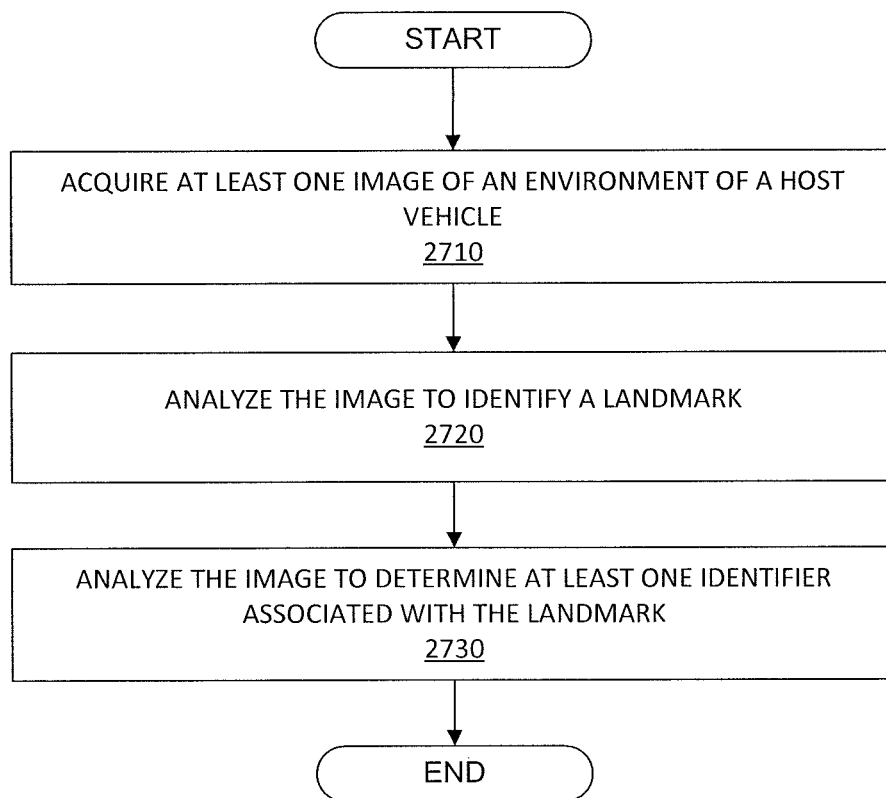 START
ACQUIRE AT LEAST ONE IMAGE OF AN ENVIRONMENT OF A HOST
VEHICLE
2710
ANALYZE THE IMAGE TO IDENTIFY A LANDMARK
2720
ANALYZE THE IMAGE TO DETERMINE AT LEAST ONE IDENTIFIER
ASSOCIATED WITH THE LANDMARK
2730
END